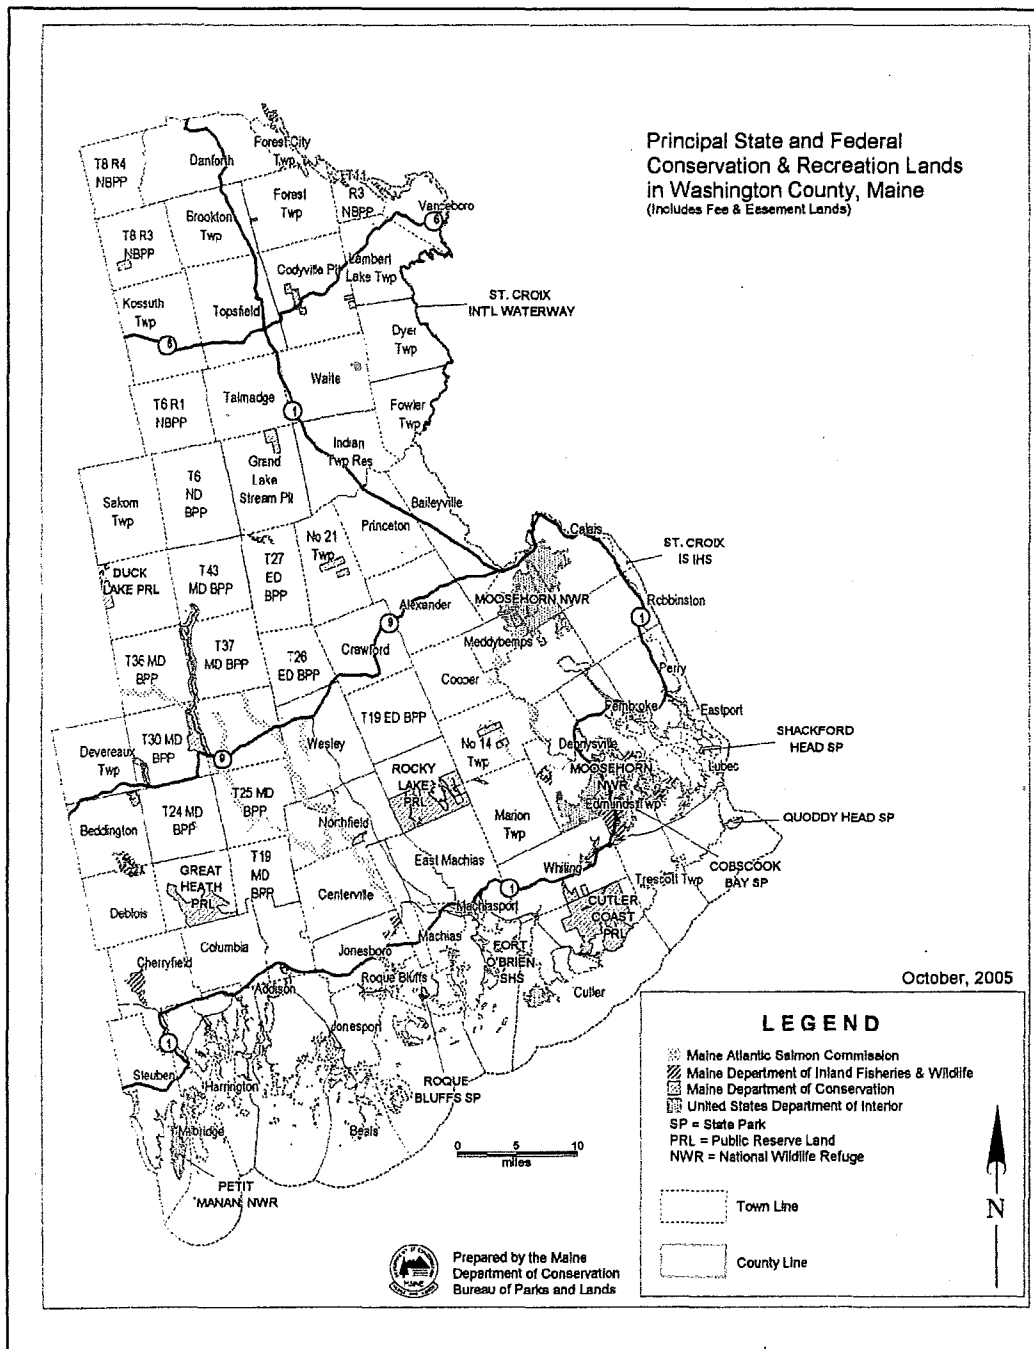 Principal State and Federal
Conservation & Recreation Lands
in Washington County, Maine
(Includes Fee & Easement Lands)
Forest City
Twp
T8 R4
NBPP
Danforth
T11
R3
NBPP
Forest
Twp
Vanceboro
6
Brookton
Twp
T8 R3
NBPP
Codyville Plt
Lambert
Lake Twp
ST. CROIX
INT'L WATERWAY
Kossuth
Twp
Topsfield
6
Dyer
Twp
Waite
T6 R1
NBPP
Talmadge
1
Fowler
Twp
Indian
Twp Res
Grand
Lake
Stream Plt
T6
ND
BPP
Sakom
Twp
Baileyville
Princeton
Calais
No 21
Twp
T27
ED
BPP
ST. CROIX
IS IHS
DUCK
LAKE PRL
T43
MD BPP
MOOSEHORN NWR
Alexander
Robbinston
9
1
Meddybemps
Crawford
T36 MD
BPP
T37
MD BPP
T26
ED BPP
Cooper
Perry
Pembroke
Eastport
T19 ED BPP
SHACKFORD
HEAD SP
Devereaux
Twp
T30 MD
BPP
9
Wesley
No 14
Twp
Dennysville
Lubec
MOOSEHORN
NWR
Edmunds Twp
ROCKY
LAKE
PRL
Beddington
T24 MD
BPP
T25 MD
BPP
QUODDY HEAD SP
Northfield
Marion
Twp
COBSCOOK
BAY SP
East Machias
Whiting
Trescott Twp
GREAT
HEATH
PRL
T19
MD
BPP
Centerville
1
CUTLER
COAST
PRL
Deblois
Machiasport
Columbia
Machias
Jonesboro
FORT
O'BRIEN
SHS
Cherryfield
Roque Bluffs
Cutler
Addison
Jonesport
1
Steuben
Harrington
ROQUE
BLUFFS SP
Milbridge
Beals
PETIT
MANAN NWR
0 5 10
miles
October, 2005
LEGEND
Maine Atlantic Salmon Commission
Maine Department of Inland Fisheries & Wildlife
Maine Department of Conservation
United States Department of Interior
SP = State Park
PRL = Public Reserve Land
NWR = National Wildlife Refuge
Town Line
County Line
N
Prepared by the Maine
Department of Conservation
Bureau of Parks and Lands